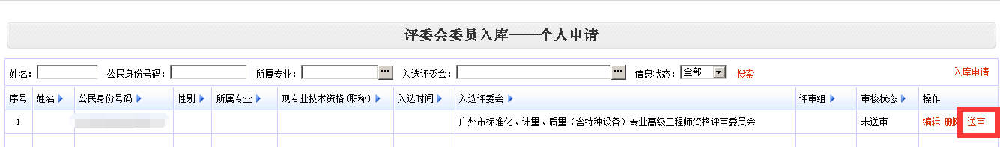 评委会委员入库——个人申请
姓名: 公民身份号码: 所属专业: ... 入选评委会: ... 信息状态: 全部 搜索 入库申请
序号 姓名 公民身份号码 性别 所属专业 现专业技术资格(职称) 入选时间 入选评委会 评审组 审核状态 操作
1 广州市标准化、计量、质量（含特种设备）专业高级工程师资格评审委员会 未送审 编辑 删除 送审